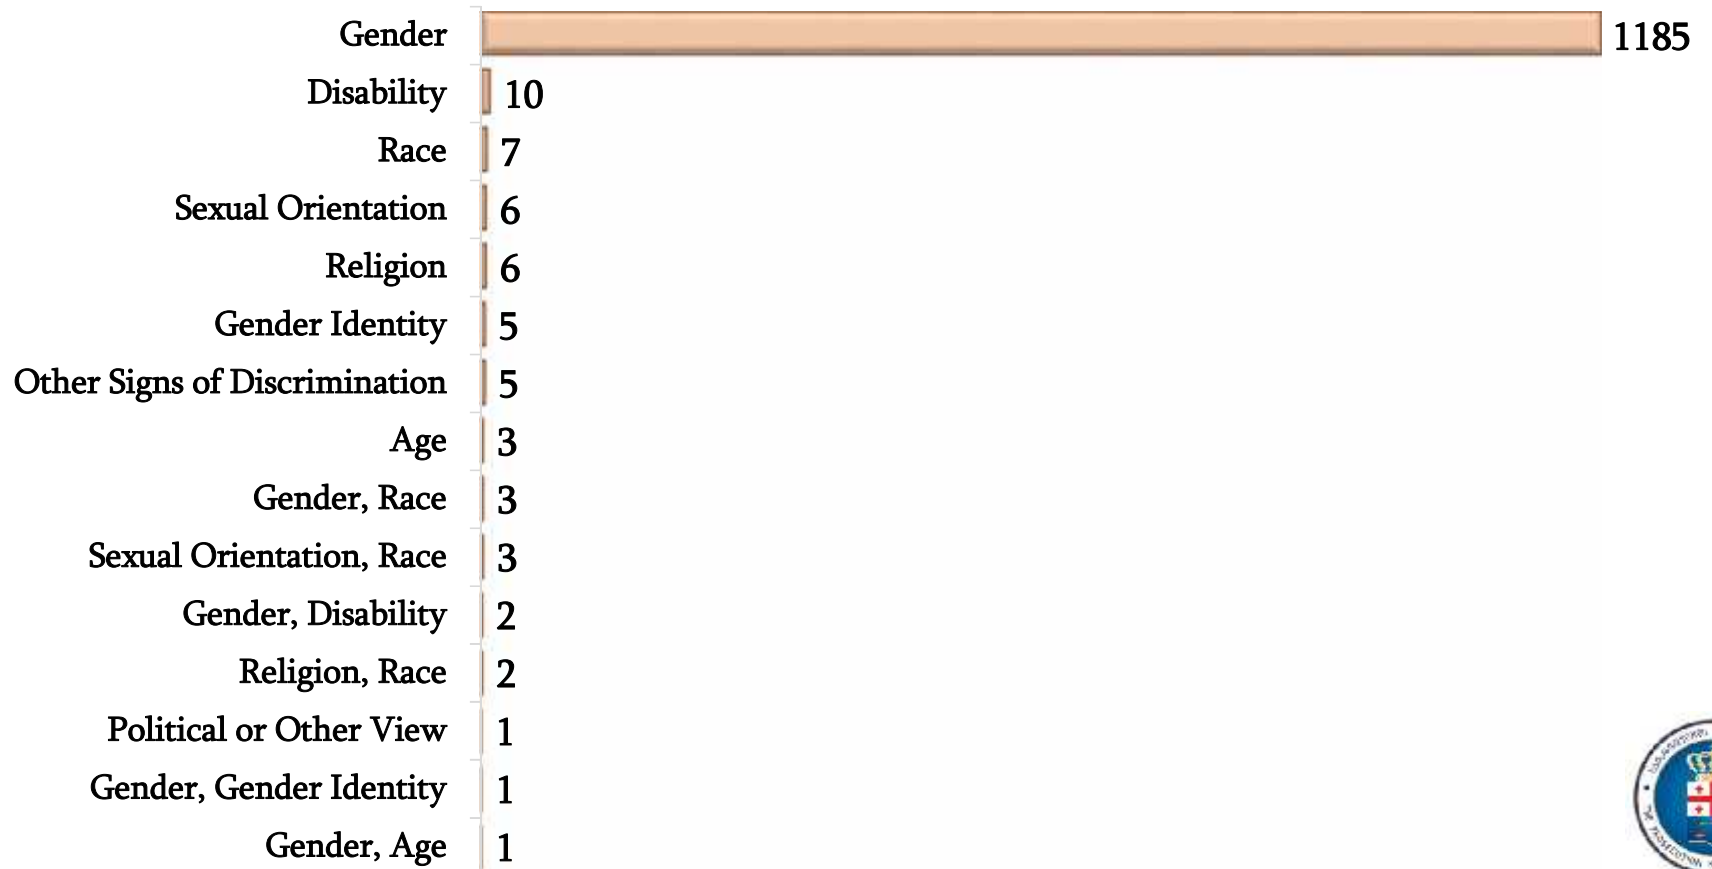 Gender 1185
Disability 10
Race 7
Sexual Orientation 6
Religion 6
Gender Identity 5
Other Signs of Discrimination 5
Age 3
Gender, Race 3
Sexual Orientation, Race 3
Gender, Disability 2
Religion, Race 2
Political or Other View 1
Gender, Gender Identity 1
Gender, Age 1